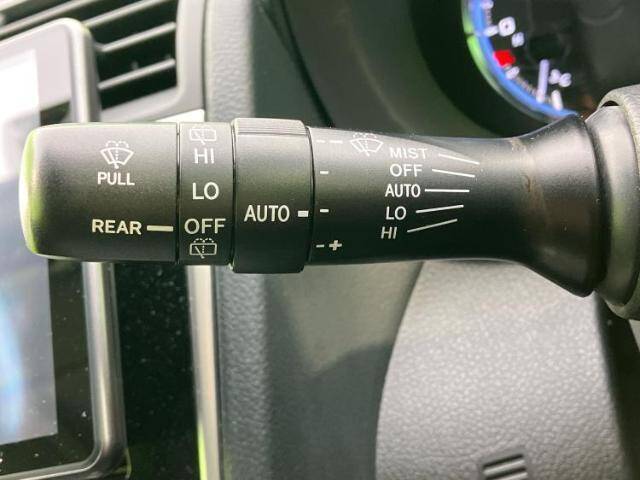 PULL
REAR
HI
LO
OFF
AUTO
- -
-
-
-+
MIST
OFF
AUTO
LO
HI